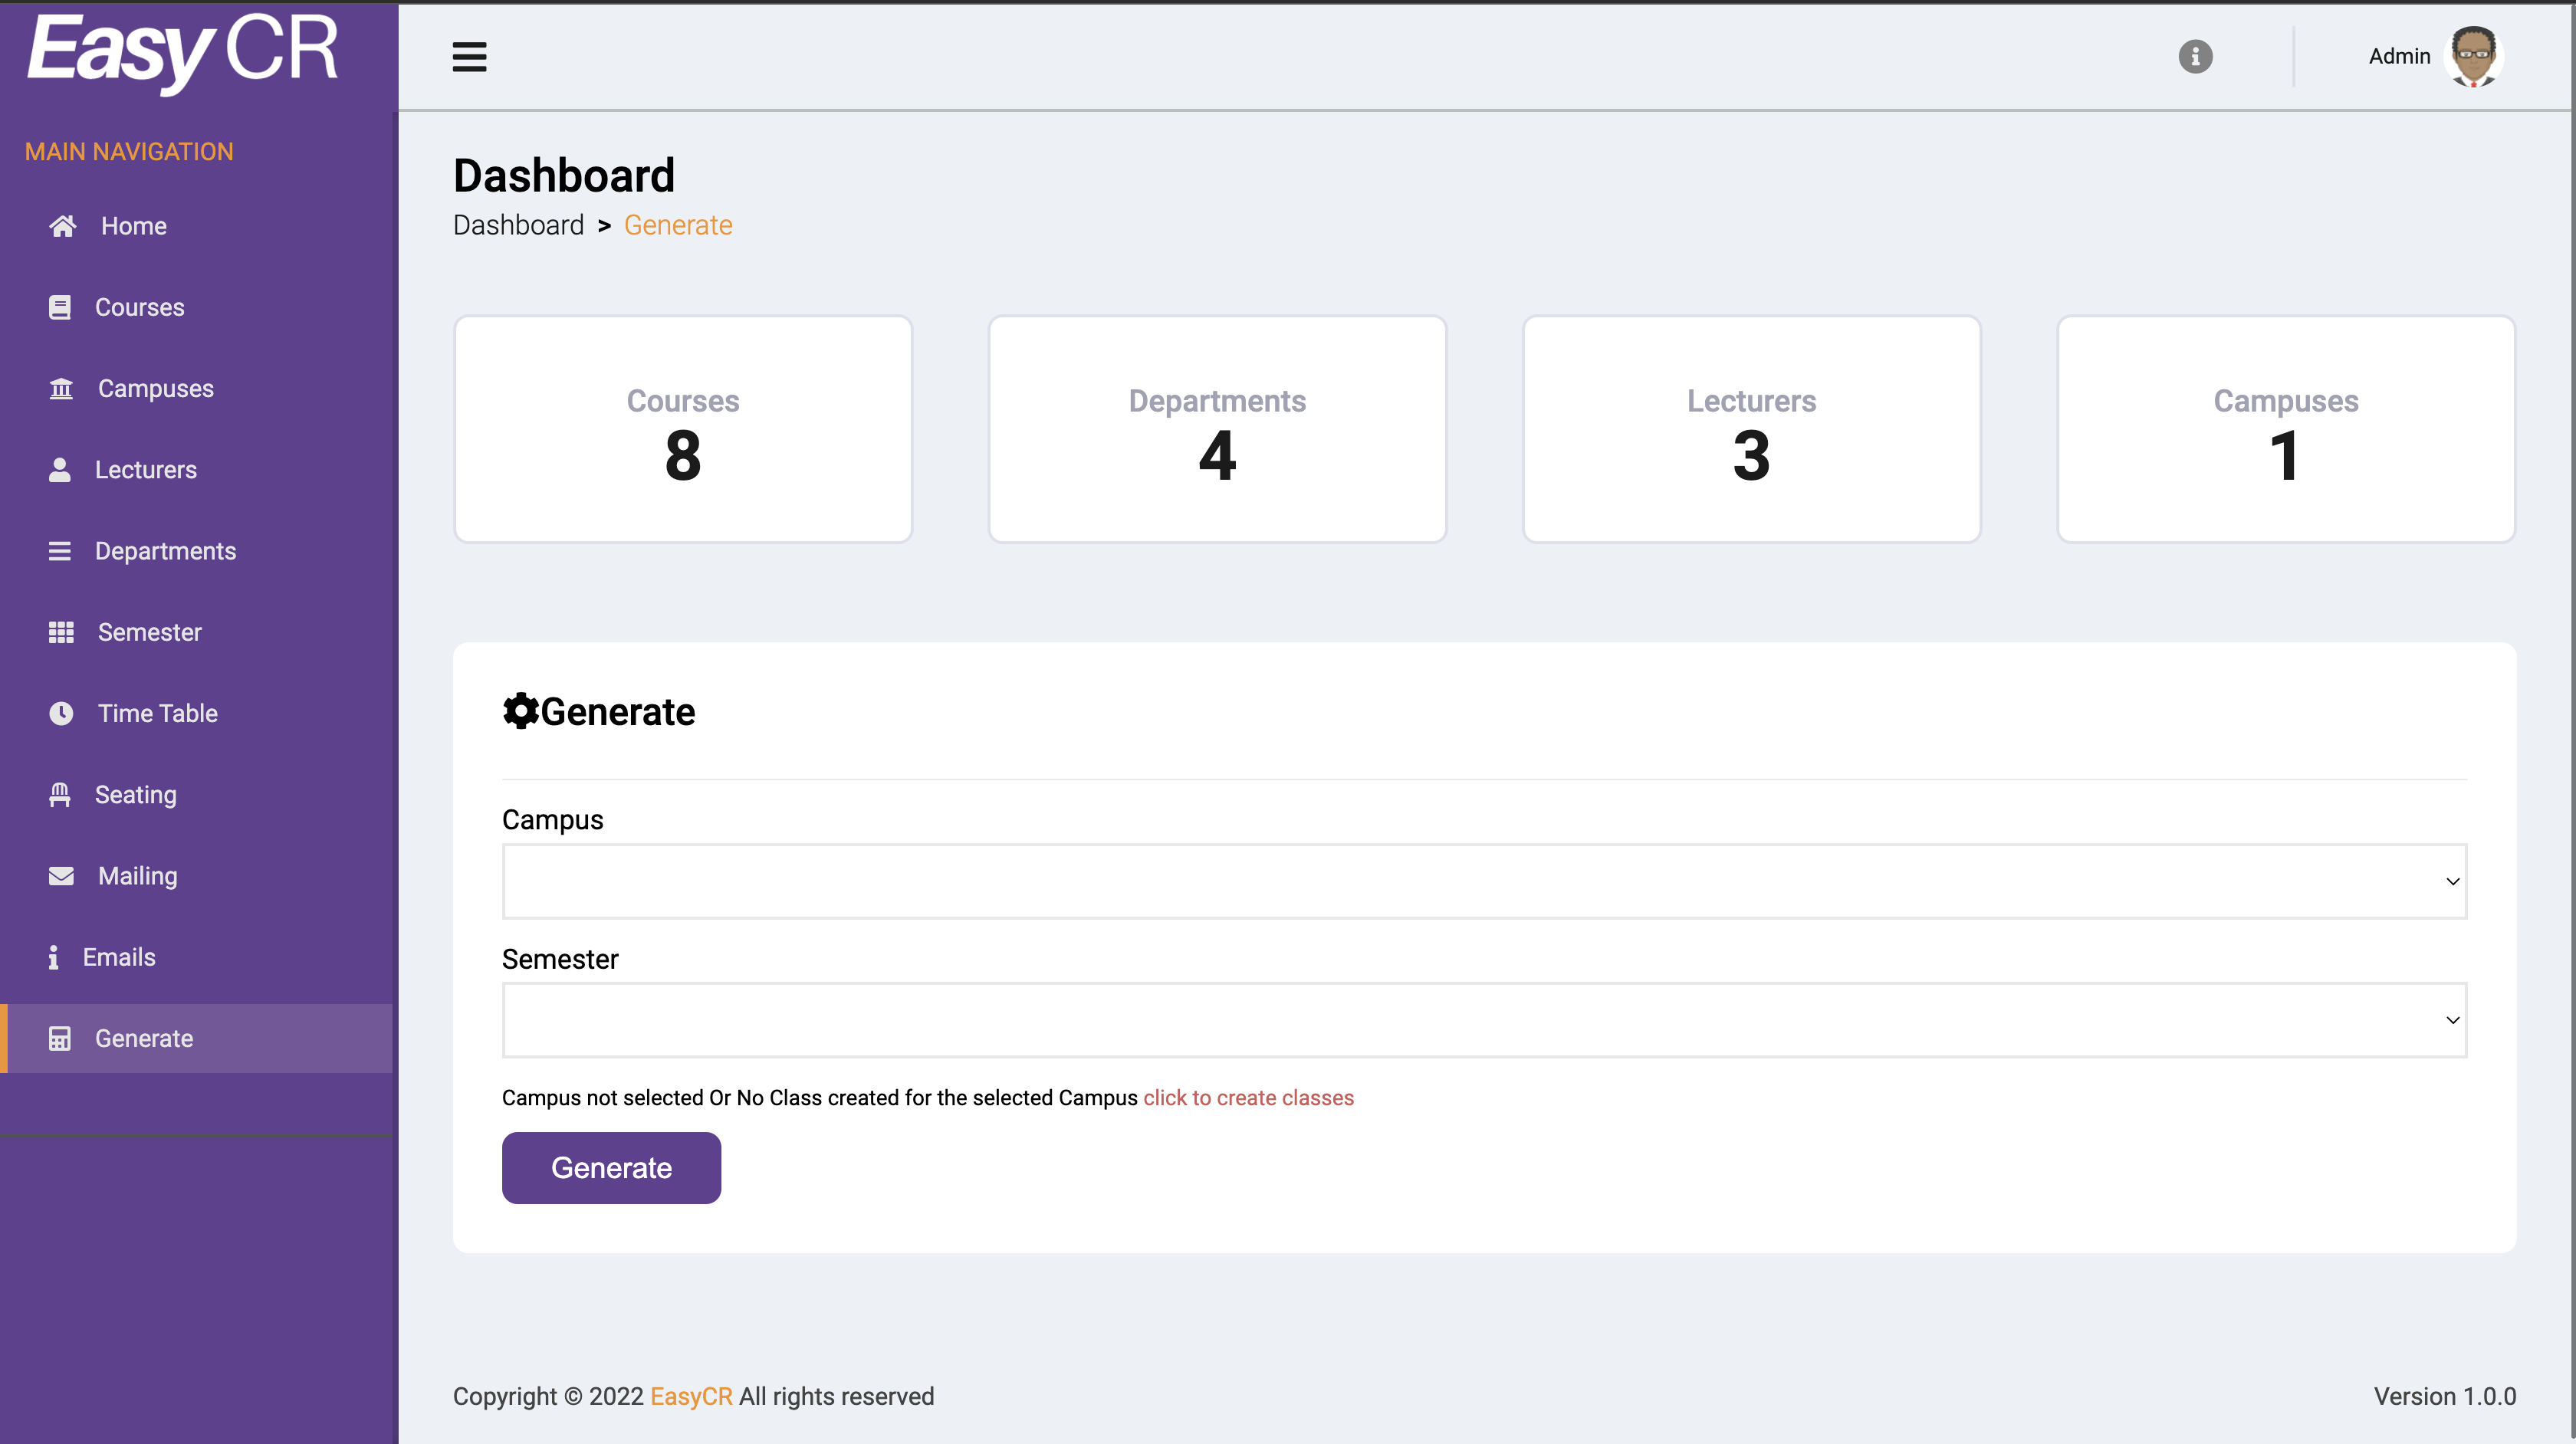 EasyCR
Admin
MAIN NAVIGATION
Home
Courses
Campuses
Lecturers
Departments
Semester
Time Table
Seating
Mailing
Emails
Generate
Dashboard
Dashboard > Generate
Courses
8
Departments
4
Lecturers
3
Campuses
1
Generate
Campus
Semester
Campus not selected Or No Class created for the selected Campus click to create classes
Generate
Copyright © 2022 EasyCR All rights reserved
Version 1.0.0